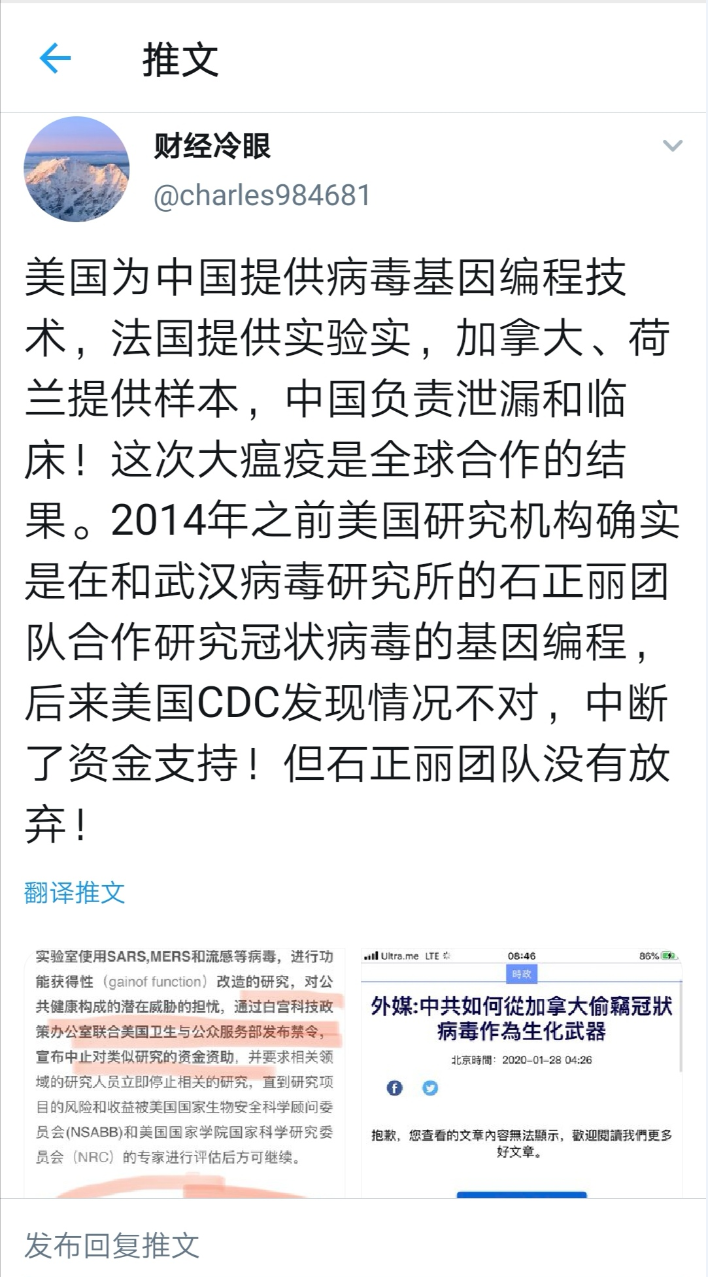 推文
财经冷眼
@charles984681
美国为中国提供病毒基因编程技
术，法国提供实验实，加拿大、荷
兰提供样本，中国负责泄漏和临
床！这次大瘟疫是全球合作的结
果。2014年之前美国研究机构确实
是在和武汉病毒研究所的石正丽团
队合作研究冠状病毒的基因编程，
后来美国CDC发现情况不对，中断
了资金支持！但石正丽团队没有放
弃！
翻译推文
实验室使用SARS,MERS和流感等病毒，进行功
能获得性（gainof function）改造的研究，对公
共健康构成的潜在威胁的担忧，通过白宫科技政
策办公室联合美国卫生与公众服务部发布禁令，
宣布中止对类似研究的资金资助，并要求相关领
域的研究人员立即停止相关的研究，直到研究项
目的风险和收益被美国国家生物安全科学顾问委
员会(NSABB)和美国国家学院国家科学研究委
员会（NRC）的专家进行评估后方可继续。
Ultra.me LTE 08:46 86%
時政
外媒:中共如何從加拿大偷竊冠狀
病毒作為生化武器
北京時間：2020-01-28 04:26
抱歉，您查看的文章內容無法顯示，歡迎閱讀我們更多
好文章。
发布回复推文